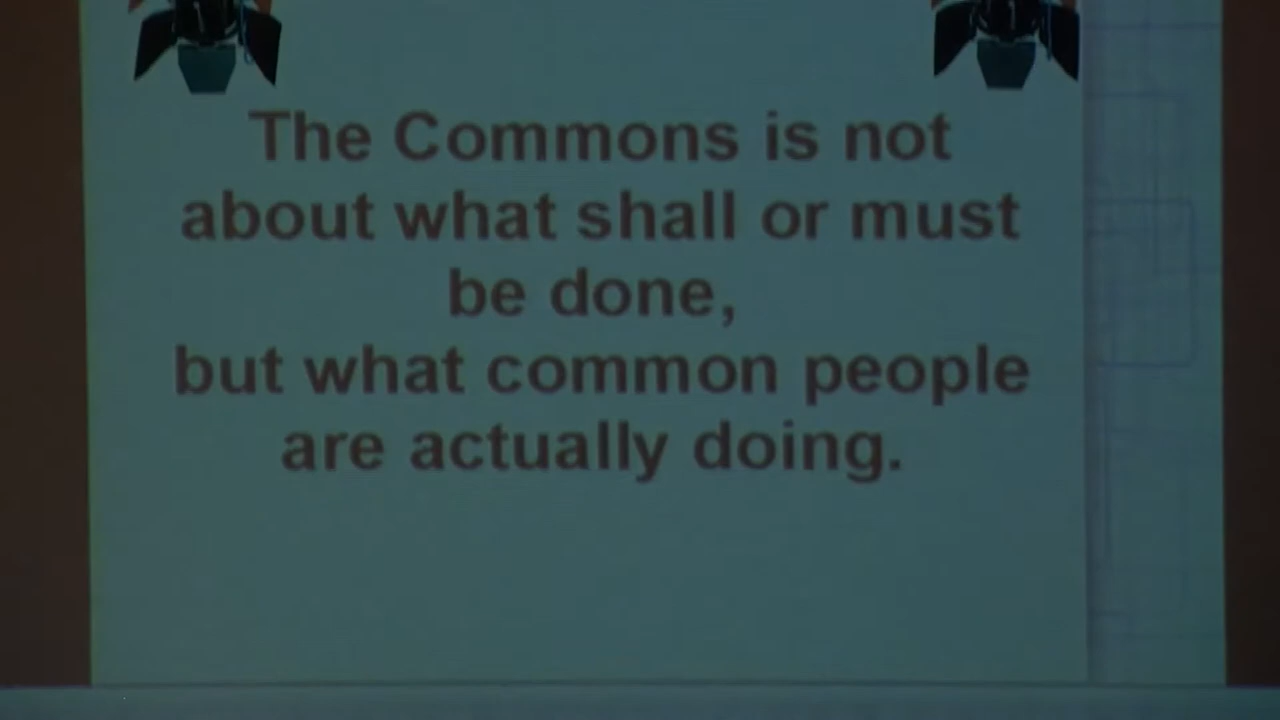 The Commons is not
about what shall or must
be done,
but what common people
are actually doing.